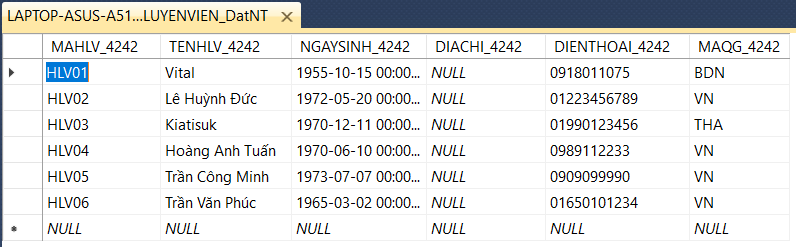 LAPTOP-ASUS-A51...LUYENVIEN_DatNT
MAHLV_4242 TENHLV_4242 NGAYSINH_4242 DIACHI_4242 DIENTHOAI_4242 MAQG_4242
HLV01 Vital 1955-10-15 00:00... NULL 0918011075 BDN
HLV02 Lê Huỳnh Đức 1972-05-20 00:00... NULL 01223456789 VN
HLV03 Kiatisuk 1970-12-11 00:00... NULL 01990123456 THA
HLV04 Hoàng Anh Tuấn 1970-06-10 00:00... NULL 0989112233 VN
HLV05 Trần Công Minh 1973-07-07 00:00... NULL 0909099990 VN
HLV06 Trần Văn Phúc 1965-03-02 00:00... NULL 01650101234 VN
NULL NULL NULL NULL NULL NULL